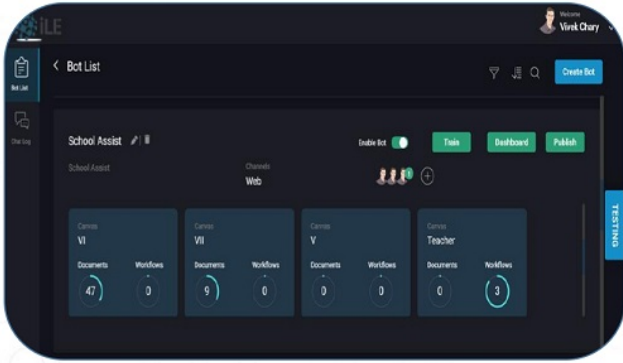 iLE
Welcome
Vivek Chary
Bot List
Create Bot
Bot List
Chat Log
School Assist
Enable Bot
Train
Dashboard
Publish
School Assist
Channels
Web
TESTING
Canvas
VI
Documents
Workflows
47
0
Canvas
VII
Documents
Workflows
9
0
Canvas
V
Documents
Workflows
0
0
Canvas
Teacher
Documents
Workflows
0
3